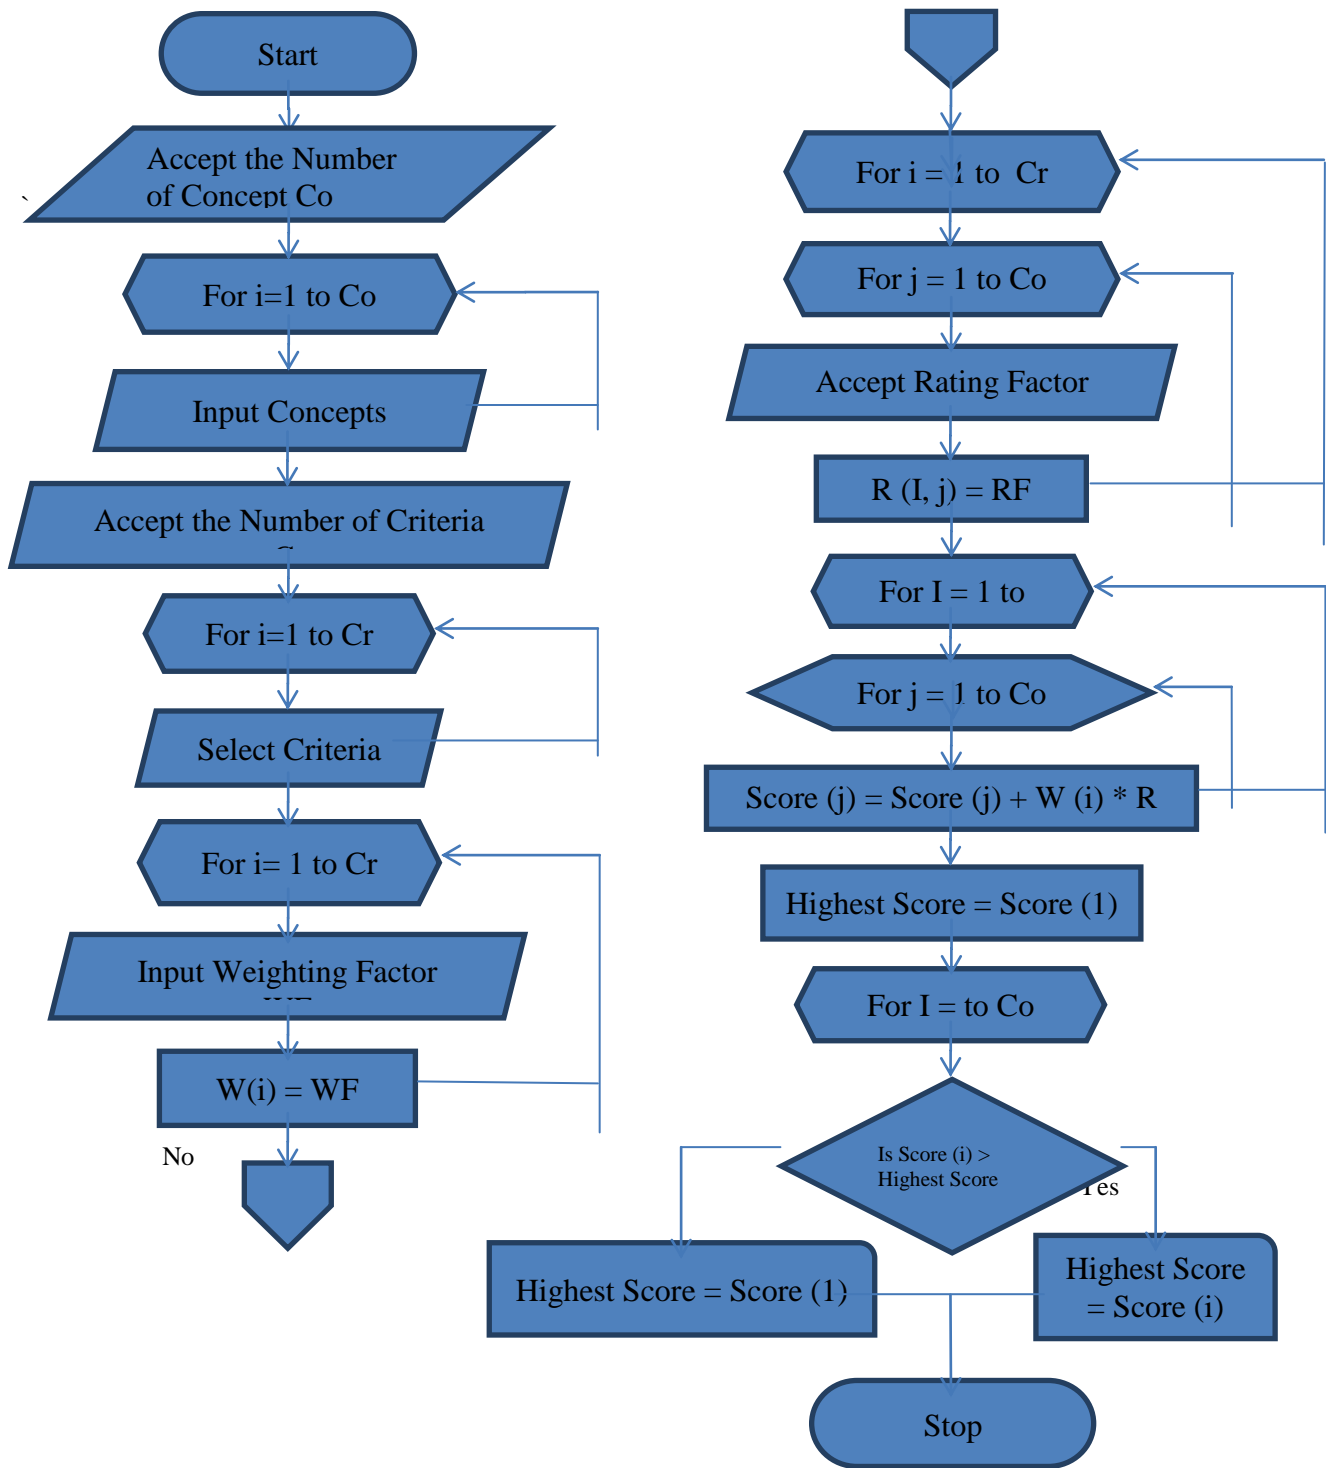 Start
Accept the Number
of Concept Co
`
For i=1 to Co
Input Concepts
Accept the Number of Criteria
For i=1 to Cr
Select Criteria
For i= 1 to Cr
Input Weighting Factor
W(i) = WF
No
For i = 1 to Cr
For j = 1 to Co
Accept Rating Factor
R (I, j) = RF
For I = 1 to
For j = 1 to Co
Score (j) = Score (j) + W (i) * R
Highest Score = Score (1)
For I = to Co
Is Score (i) >
Highest Score
Yes
Highest Score = Score (1)
Highest Score
= Score (i)
Stop